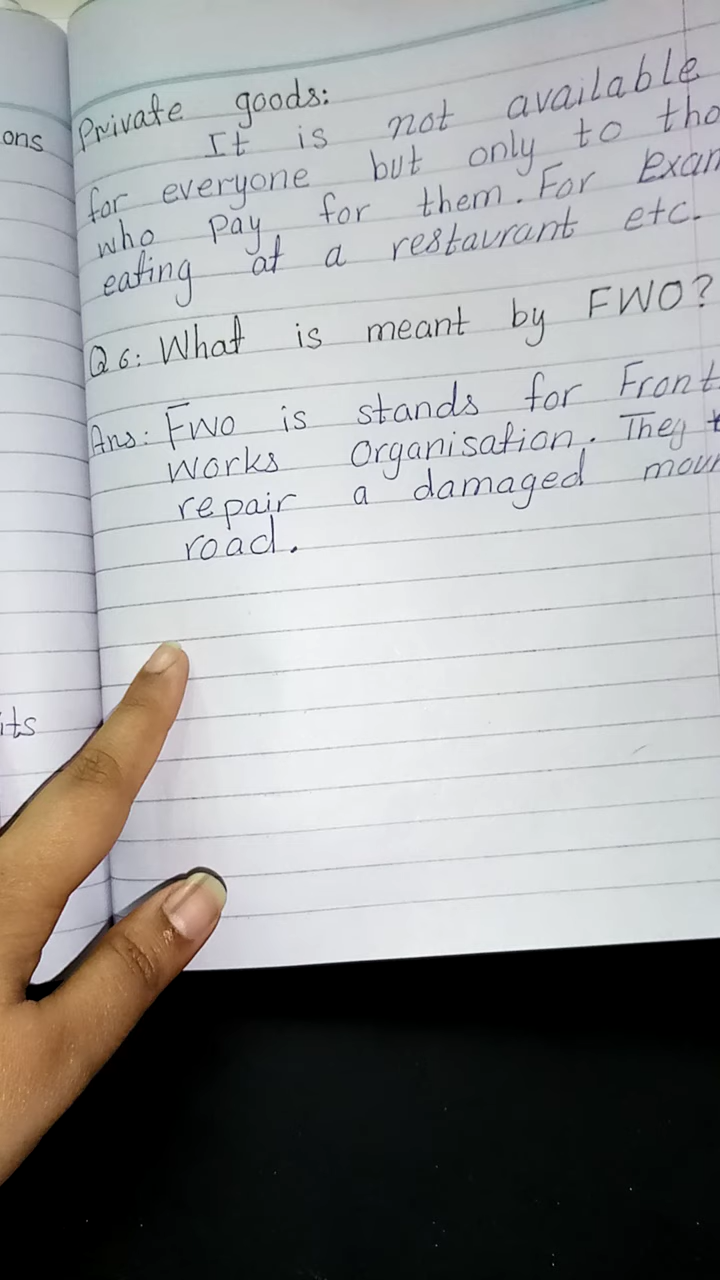 ons
its
Private goods:
It is not available
for everyone but only to tho
who pay for them. For Exam
eating at a restaurant etc.
Q6: What is meant by FWO?
Ans: FWO is stands for Front
works organisation. They t
repair a damaged moun
road.